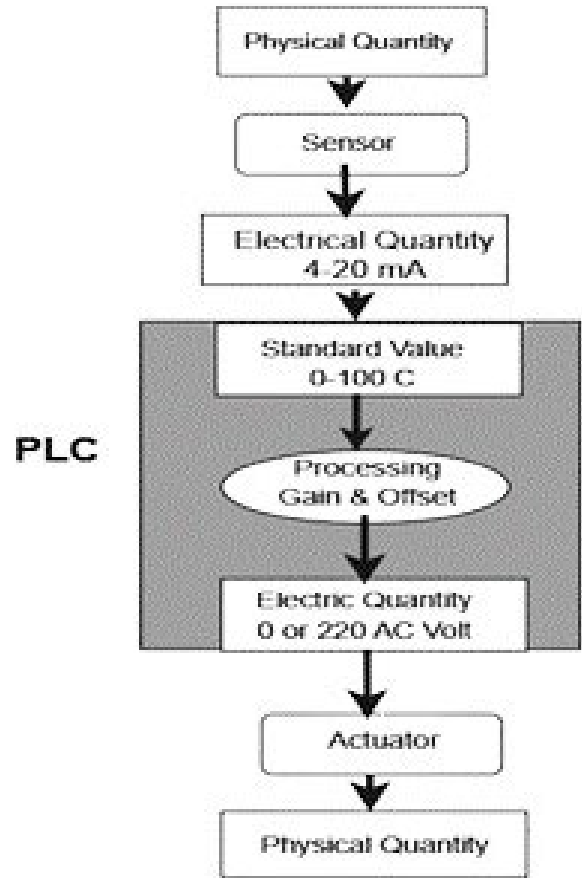 Physical Quantity
Sensor
Electrical Quantity
4-20 mA
Standard Value
0-100 C
PLC
Processing
Gain & Offset
Electric Quantity
0 or 220 AC Volt
Actuator
Physical Quantity